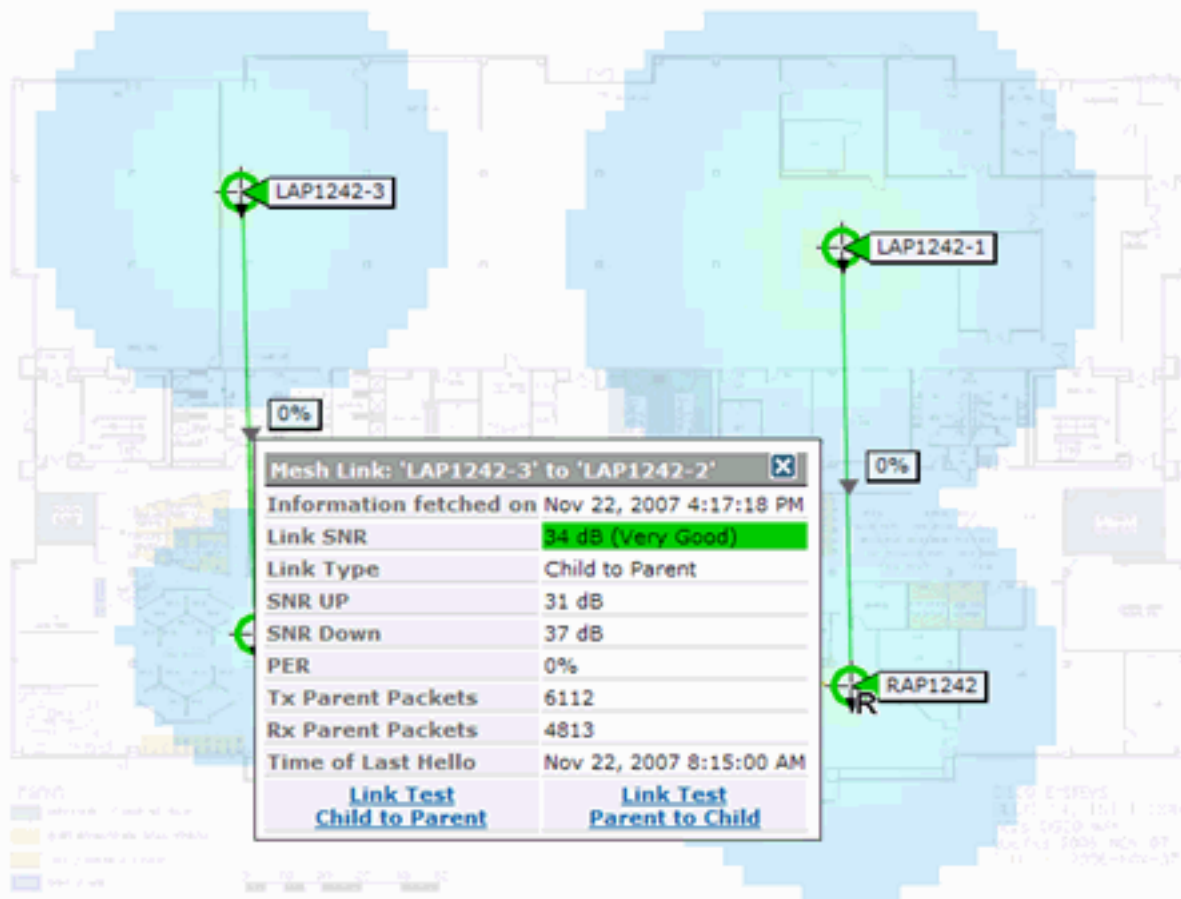 LAP1242-3
LAP1242-1
0%
0%
Mesh Link: 'LAP1242-3' to 'LAP1242-2'
Information fetched on Nov 22, 2007 4:17:18 PM
Link SNR 34 dB (Very Good)
Link Type Child to Parent
SNR UP 31 dB
SNR Down 37 dB
PER 0%
Tx Parent Packets 6112
Rx Parent Packets 4813
Time of Last Hello Nov 22, 2007 8:15:00 AM
Link Test Link Test
Child to Parent Parent to Child
RAP1242
R